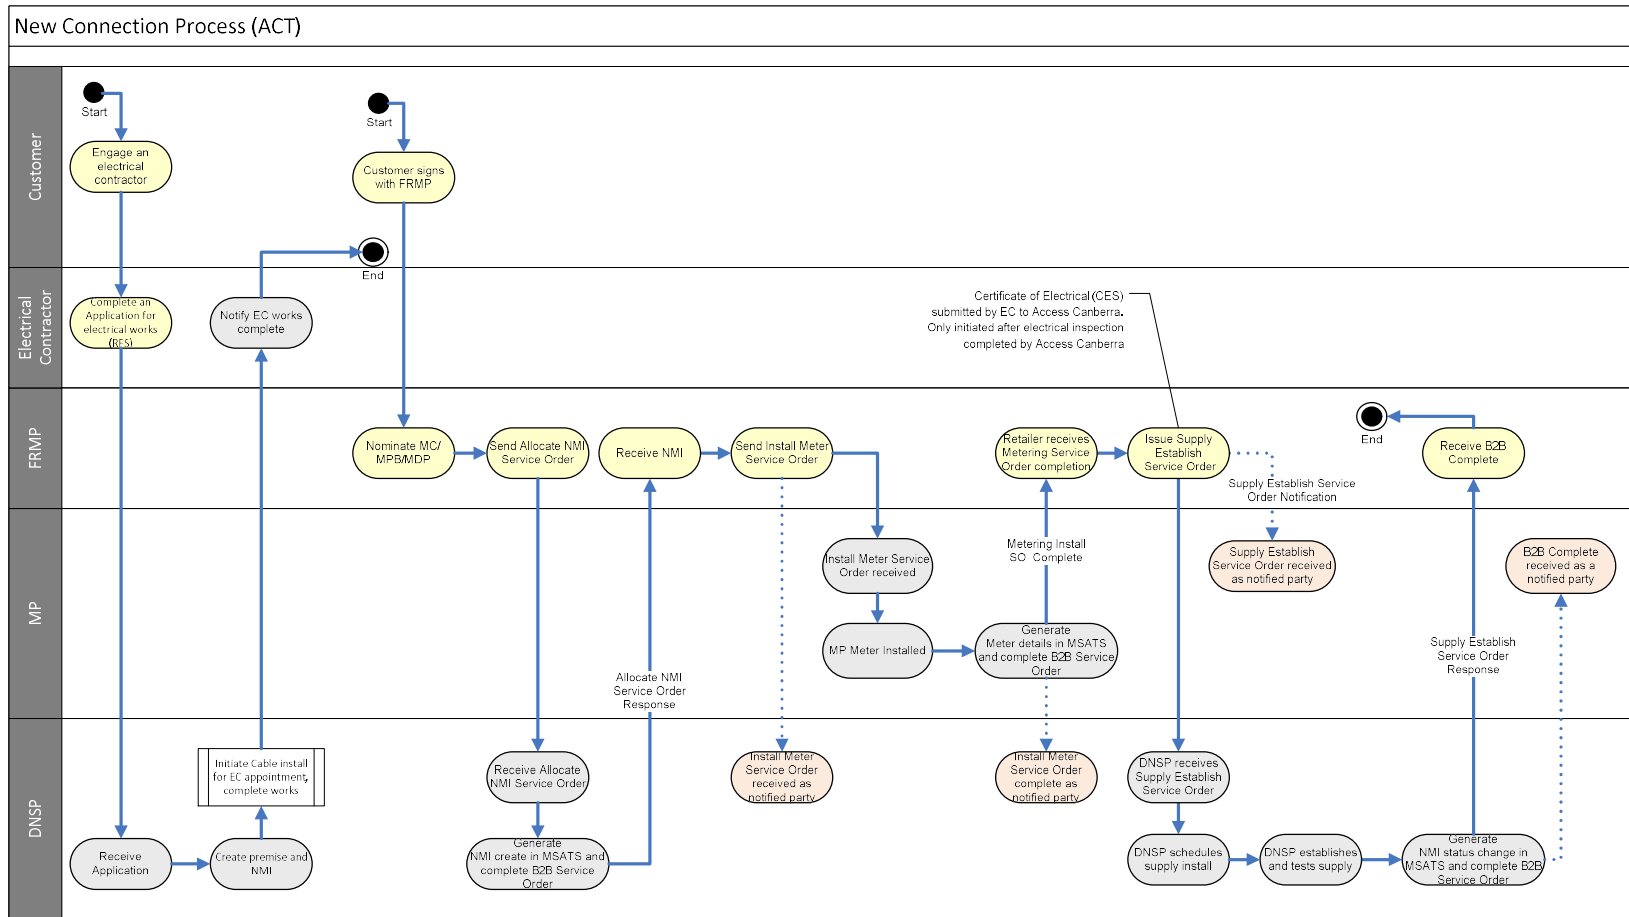 New Connection Process (ACT)
Customer
Start
Engage an
electrical
contractor
Start
Customer signs
with FRMP
End
Electrical
Contractor
Complete an
Application for
electrical works
(RES)
Notify EC works
complete
Certificate of Electrical (CES)
submitted by EC to Access Canberra.
Only initiated after electrical inspection
completed by Access Canberra
FRMP
Nominate MC/
MPB/MDP
Send Allocate NMI
Service Order
Receive NMI
Send Install Meter
Service Order
Retailer receives
Metering Service
Order completion
Issue Supply
Establish
Service Order
Supply Establish Service
Order Notification
End
Receive B2B
Complete
MP
Install Meter Service
Order received
MP Meter Installed
Metering Install
SO Complete
Generate
Meter details in MSATS
and complete B2B Service
Order
Supply Establish
Service Order received
as notified party
B2B Complete
received as a
notified party
Allocate NMI
Service Order
Response
Supply Establish
Service Order
Response
DNSP
Initiate Cable install
for EC appointment,
complete works
Receive
Application
Create premise and
NMI
Receive Allocate
NMI Service Order
Generate
NMI create in MSATS and
complete B2B Service
Order
Install Meter
Service Order
received as
notified party
Install Meter
Service Order
complete as
notified party
DNSP receives
Supply Establish
Service Order
DNSP schedules
supply install
DNSP establishes
and tests supply
Generate
NMI status change in
MSATS and complete B2B
Service Order